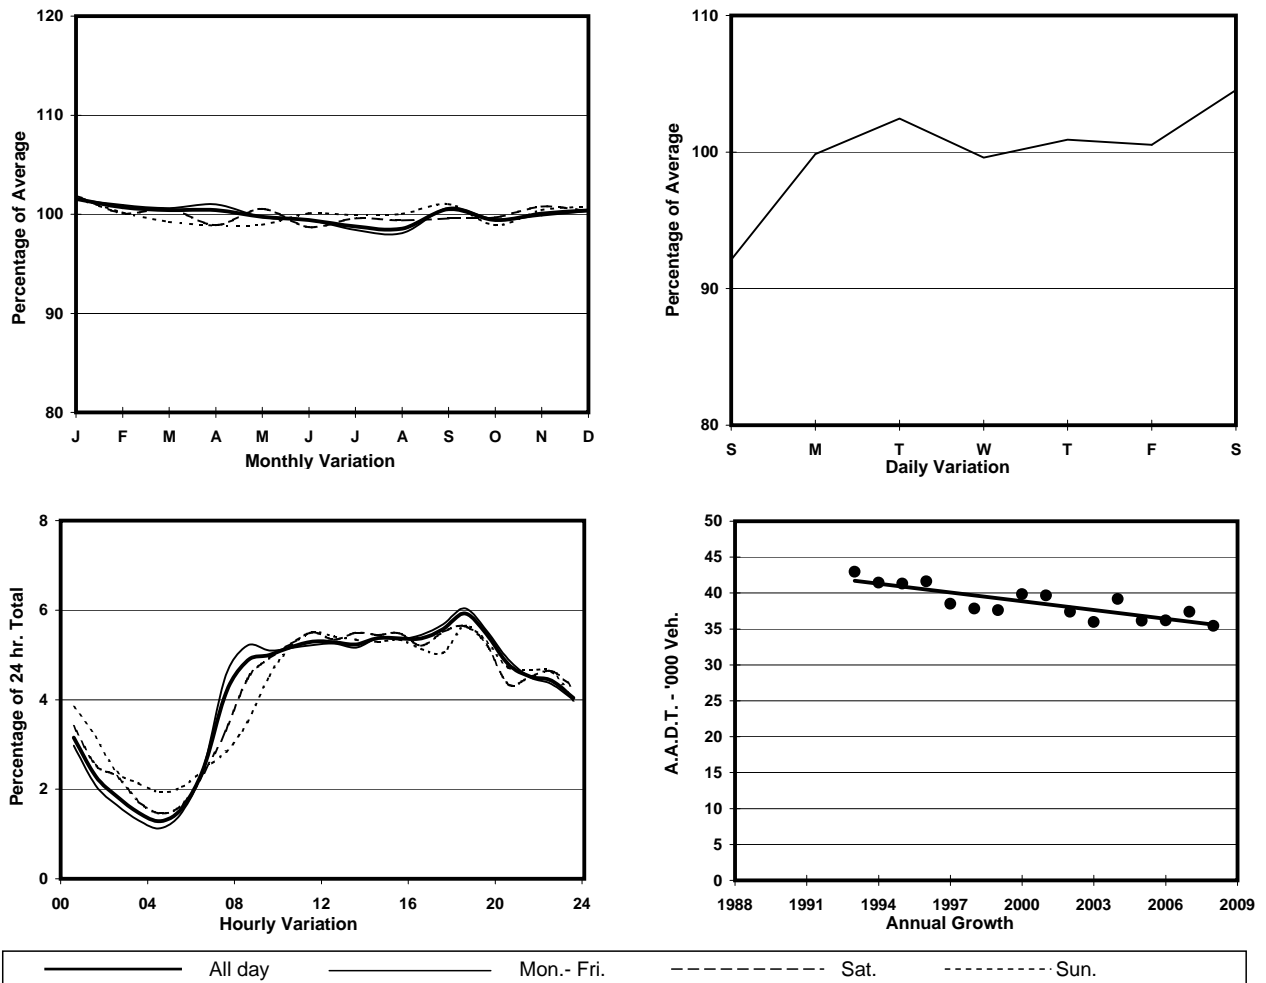 120
110
100
90
80
Percentage of Average
J F M A M J J A S O N D
Monthly Variation
110
100
90
80
Percentage of Average
S M T W T F S
Daily Variation
8
6
4
2
0
Percentage of 24 hr. Total
00 04 08 12 16 20 24
Hourly Variation
50
45
40
35
30
25
20
15
10
5
0
A.A.D.T. - '000 Veh.
1988 1991 1994 1997 2000 2003 2006 2009
Annual Growth
All day Mon.- Fri. Sat. Sun.